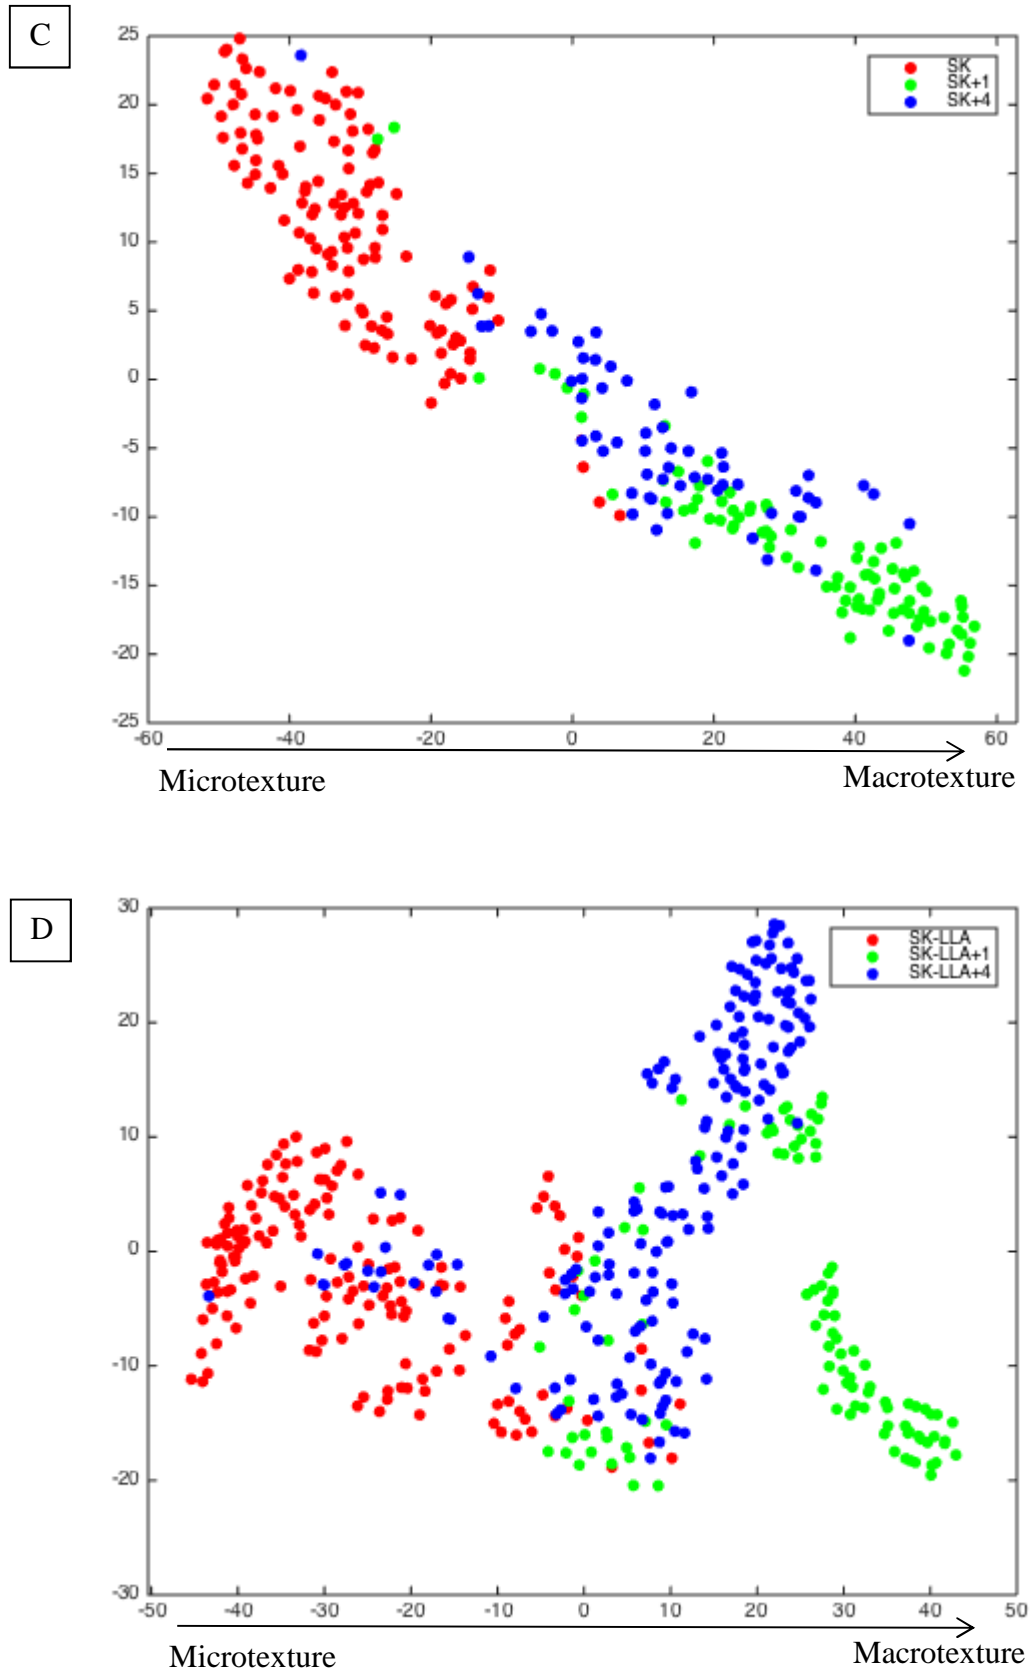 C
25
20
15
10
5
0
-5
-10
-15
-20
-25
SK
SK+1
SK+4
-60 -40 -20 0 20 40 60
Microtexture Macrotexture
D
30
20
10
0
-10
-20
-30
SK-LLA
SK-LLA+1
SK-LLA+4
-50 -40 -30 -20 -10 0 10 20 30 40 50
Microtexture Macrotexture